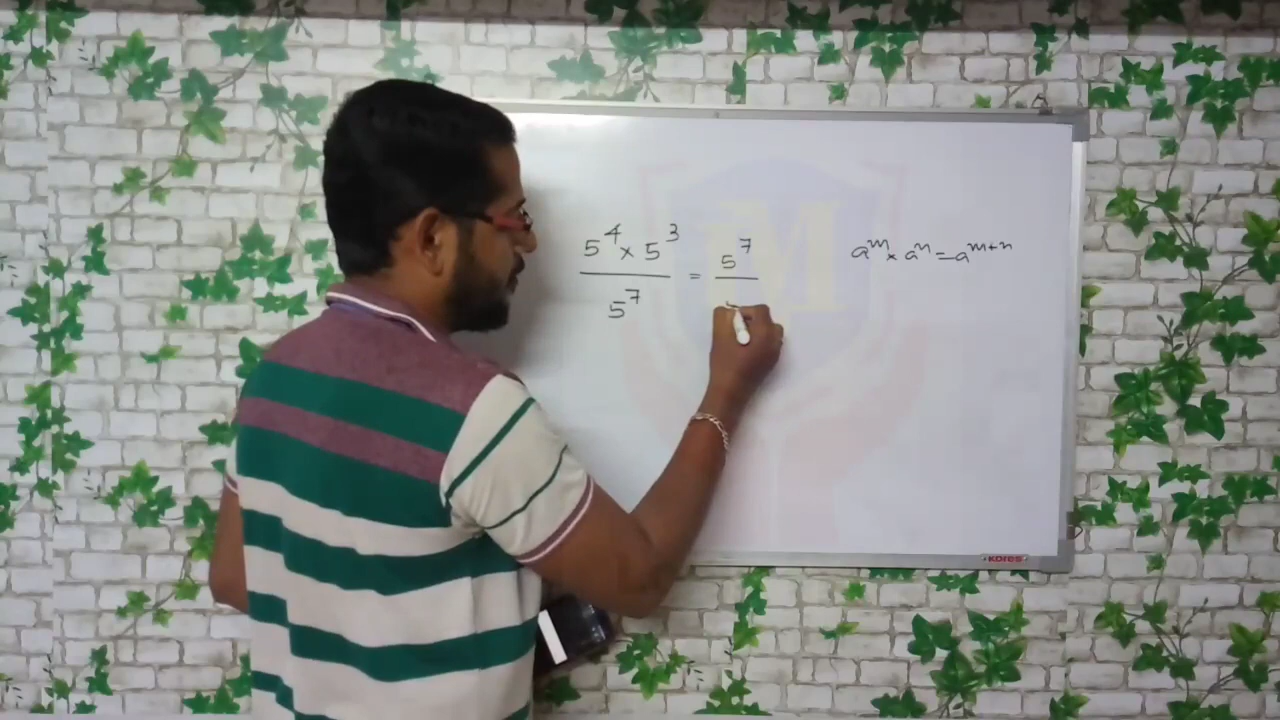 5^4 × 5^3 / 5^7 = 5^7 /
a^m × a^n = a^{m+n}
M
KORES